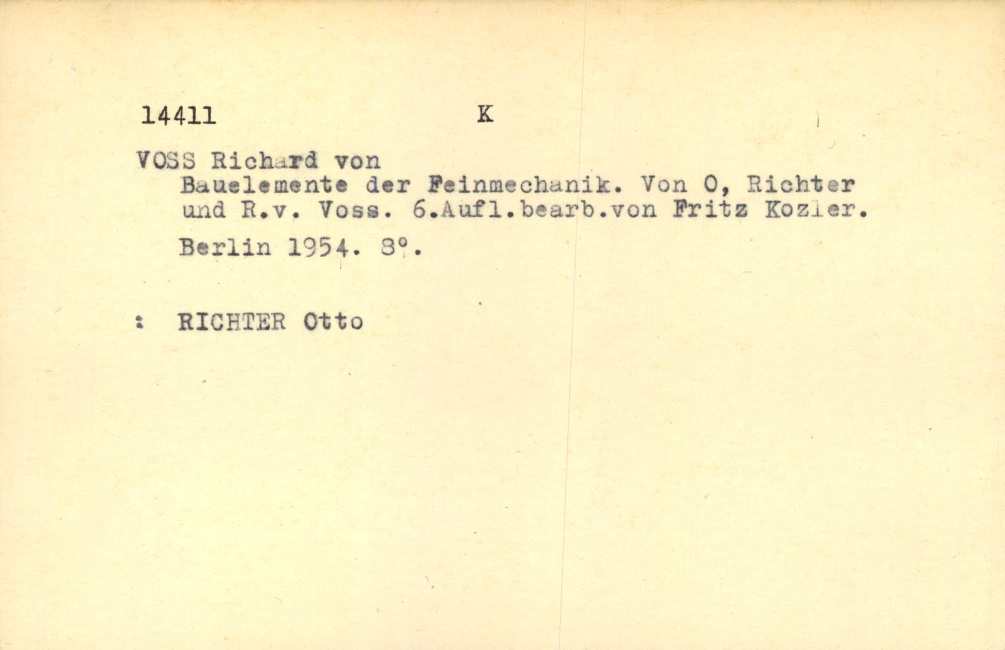 14411 K
VOSS Richard von
Bauelemente der Feinmechanik. Von O, Richter
und R.v. Voss. 6.Aufl.bearb.von Fritz Kozler.
Berlin 1954. 8°.
: RICHTER Otto